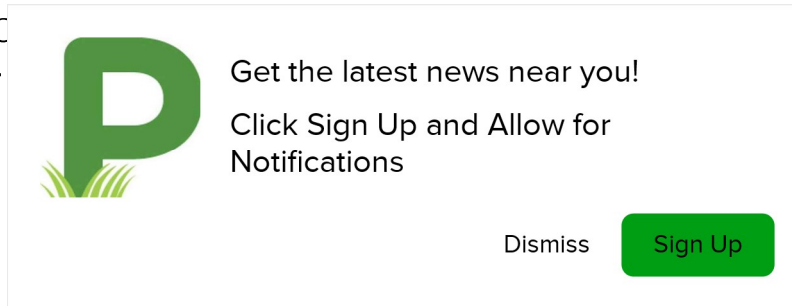 P
Get the latest news near you!
Click Sign Up and Allow for
Notifications
Dismiss
Sign Up